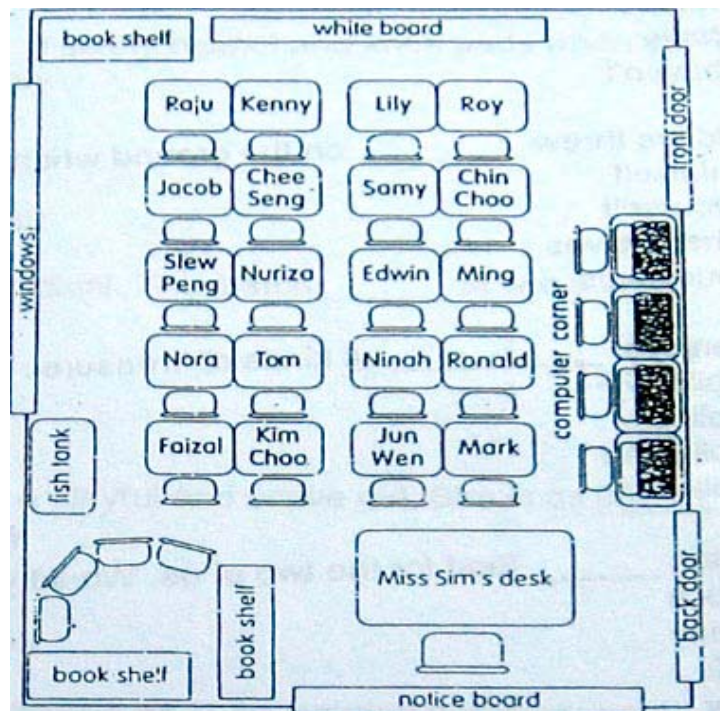 book shelf
white board
front door
windows
Raju Kenny Lily Roy
Jacob Chee Seng Samy Chin Choo
Slew Peng Nuriza Edwin Ming
Nora Tom Ninah Ronald
Faizal Kim Choo Jun Wen Mark
computer corner
fish tank
Miss Sim's desk
back door
book shelf
book shelf
notice board